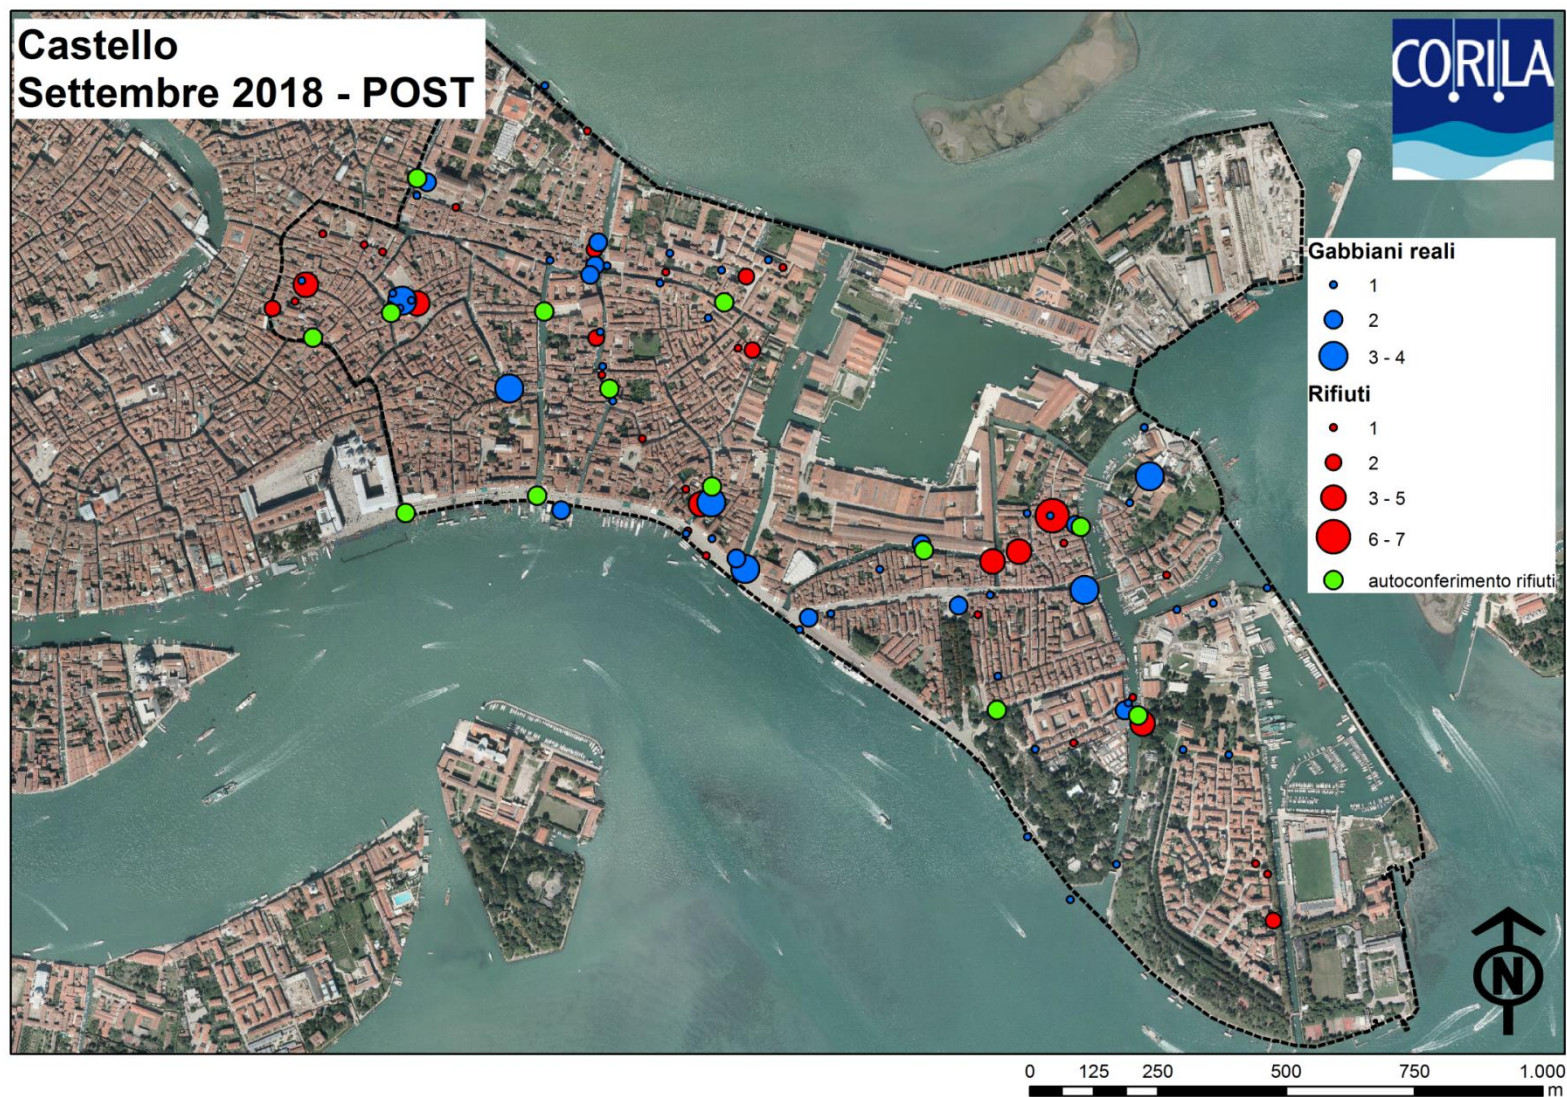 Castello
Settembre 2018 - POST
CORILA
Gabbiani reali
1
2
3 - 4
Rifiuti
1
2
3 - 5
6 - 7
autoconferimento rifiuti
N
0 125 250 500 750 1.000
m